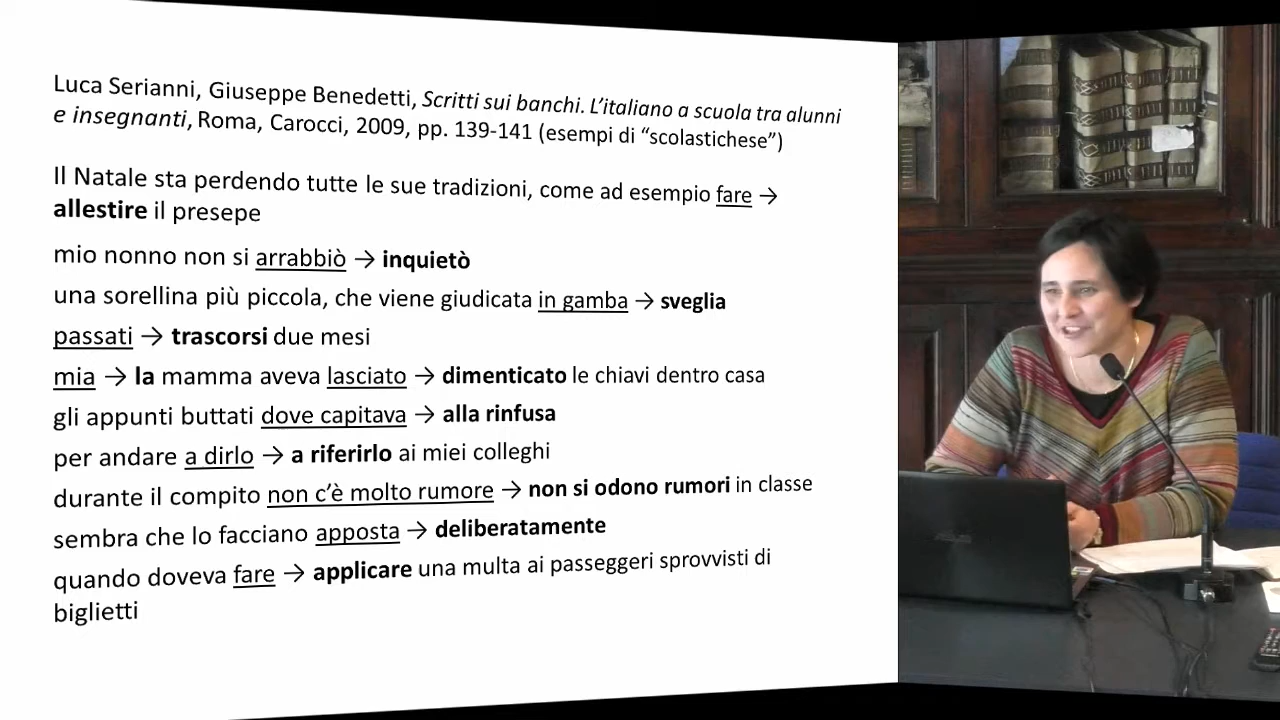 Luca Serianni, Giuseppe Benedetti, Scritti sui banchi. L’italiano a scuola tra alunni
e insegnanti, Roma, Carocci, 2009, pp. 139-141 (esempi di “scolastichese”)
Il Natale sta perdendo tutte le sue tradizioni, come ad esempio fare →
allestire il presepe
mio nonno non si arrabbiò → inquietò
una sorellina più piccola, che viene giudicata in gamba → sveglia
passati → trascorsi due mesi
mia → la mamma aveva lasciato → dimenticato le chiavi dentro casa
gli appunti buttati dove capitava → alla rinfusa
per andare a dirlo → a riferirlo ai miei colleghi
durante il compito non c’è molto rumore → non si odono rumori in classe
sembra che lo facciano apposta → deliberatamente
quando doveva fare → applicare una multa ai passeggeri sprovvisti di
biglietti